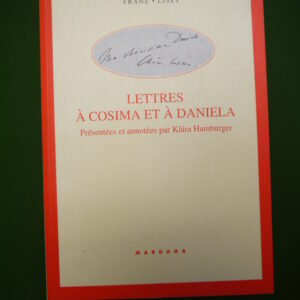 FRANZ • LISZT
LETTRES
À COSIMA ET À DANIELA
Présentées et annotées par Klára Hamburger
MARDAGA